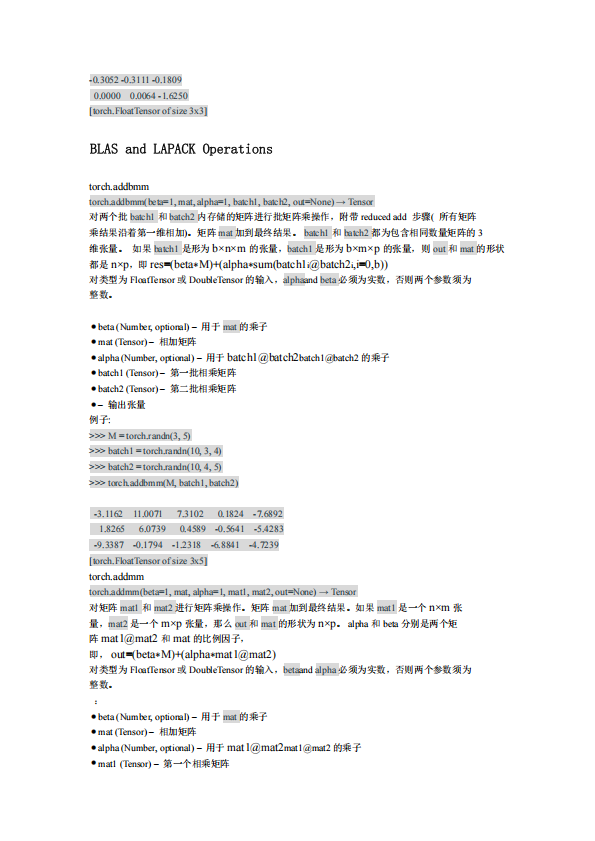 -0.3052 -0.3111 -0.1809
0.0000 0.0064 -1.6250
[torch.FloatTensor of size 3x3]
BLAS and LAPACK Operations
torch.addbmm
torch.addbmm(beta=1, mat, alpha=1, batch1, batch2, out=None) → Tensor
对两个批 batch1 和 batch2 内存储的矩阵进行批矩阵乘操作，附带 reduced add 步骤( 所有矩阵
乘结果沿着第一维相加)。矩阵 mat 加到最终结果。 batch1 和 batch2 都为包含相同数量矩阵的 3
维张量。 如果 batch1 是形为 b×n×m 的张量，batch1 是形为 b×m×p 的张量，则 out 和 mat 的形状
都是 n×p，即 res=(beta∗M)+(alpha∗sum(batch1i@batch2i,i=0,b))
对类型为 FloatTensor 或 DoubleTensor 的输入，alphaand beta 必须为实数，否则两个参数须为
整数。
●beta (Number, optional) – 用于 mat 的乘子
●mat (Tensor) – 相加矩阵
●alpha (Number, optional) – 用于 batch1@batch2batch1@batch2 的乘子
●batch1 (Tensor) – 第一批相乘矩阵
●batch2 (Tensor) – 第二批相乘矩阵
●– 输出张量
例子:
>>> M = torch.randn(3, 5)
>>> batch1 = torch.randn(10, 3, 4)
>>> batch2 = torch.randn(10, 4, 5)
>>> torch.addbmm(M, batch1, batch2)
-3.1162 11.0071 7.3102 0.1824 -7.6892
1.8265 6.0739 0.4589 -0.5641 -5.4283
-9.3387 -0.1794 -1.2318 -6.8841 -4.7239
[torch.FloatTensor of size 3x5]
torch.addmm
torch.addmm(beta=1, mat, alpha=1, mat1, mat2, out=None) → Tensor
对矩阵 mat1 和 mat2 进行矩阵乘操作。矩阵 mat 加到最终结果。如果 mat1 是一个 n×m 张
量，mat2 是一个 m×p 张量，那么 out 和 mat 的形状为 n×p。 alpha 和 beta 分别是两个矩
阵 mat1@mat2 和 mat 的比例因子，
即， out=(beta∗M)+(alpha∗mat1@mat2)
对类型为 FloatTensor 或 DoubleTensor 的输入，betaand alpha 必须为实数，否则两个参数须为
整数。
：
●beta (Number, optional) – 用于 mat 的乘子
●mat (Tensor) – 相加矩阵
●alpha (Number, optional) – 用于 mat1@mat2mat1@mat2 的乘子
●mat1 (Tensor) – 第一个相乘矩阵